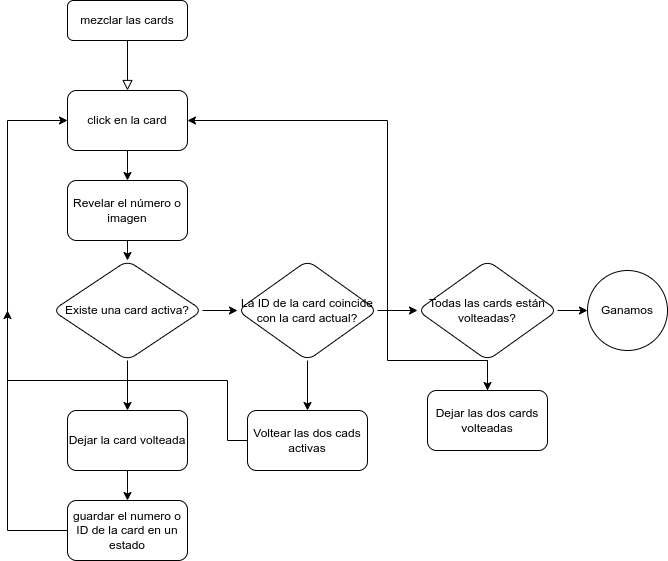 mezclar las cards
click en la card
Revelar el número o
imagen
Existe una card activa?
La ID de la card coincide
con la card actual?
Todas las cards están
volteadas?
Ganamos
Dejar la card volteada
Voltear las dos cads
activas
Dejar las dos cards
volteadas
guardar el numero o
ID de la card en un
estado